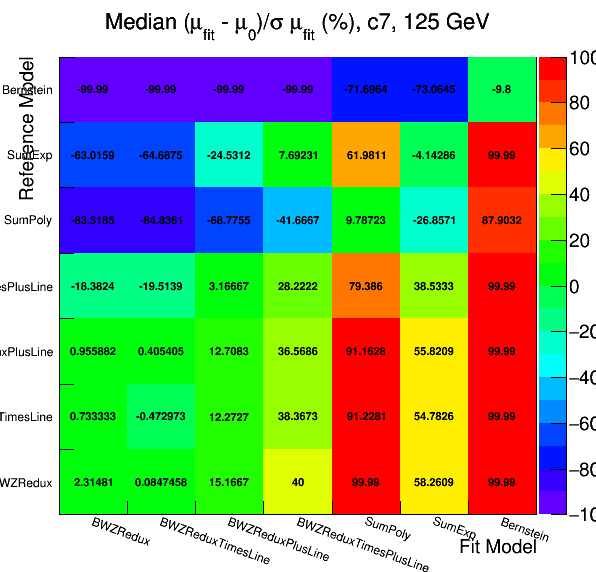 Median (μfit - μ0)/σ μfit (%), c7, 125 GeV
Reference Model
Bernstein -99.99 -99.99 -99.99 -99.99 -71.6964 -73.0645 -9.8
SumExp -63.0159 -64.6875 -24.5312 7.69231 61.9811 -4.14286 99.99
SumPoly -83.5185 -84.8361 -68.7755 -41.6667 9.78723 -26.8571 87.9032
esPlusLine -18.3824 -19.5139 3.16667 28.2222 79.386 38.5333 99.99
uxPlusLine 0.955882 0.405405 12.7083 36.5686 91.1628 55.8209 99.99
TimesLine 0.733333 -0.472973 12.2727 38.3673 91.2281 54.7826 99.99
WZRedux 2.31481 0.0847458 15.1667 40 99.99 58.2609 99.99
BWZRedux BWZReduxTimesLine BWZReduxPlusLine BWZReduxTimesPlusLine SumPoly SumExp Bernstein
Fit Model
100
80
60
40
20
0
-20
-40
-60
-80
-10